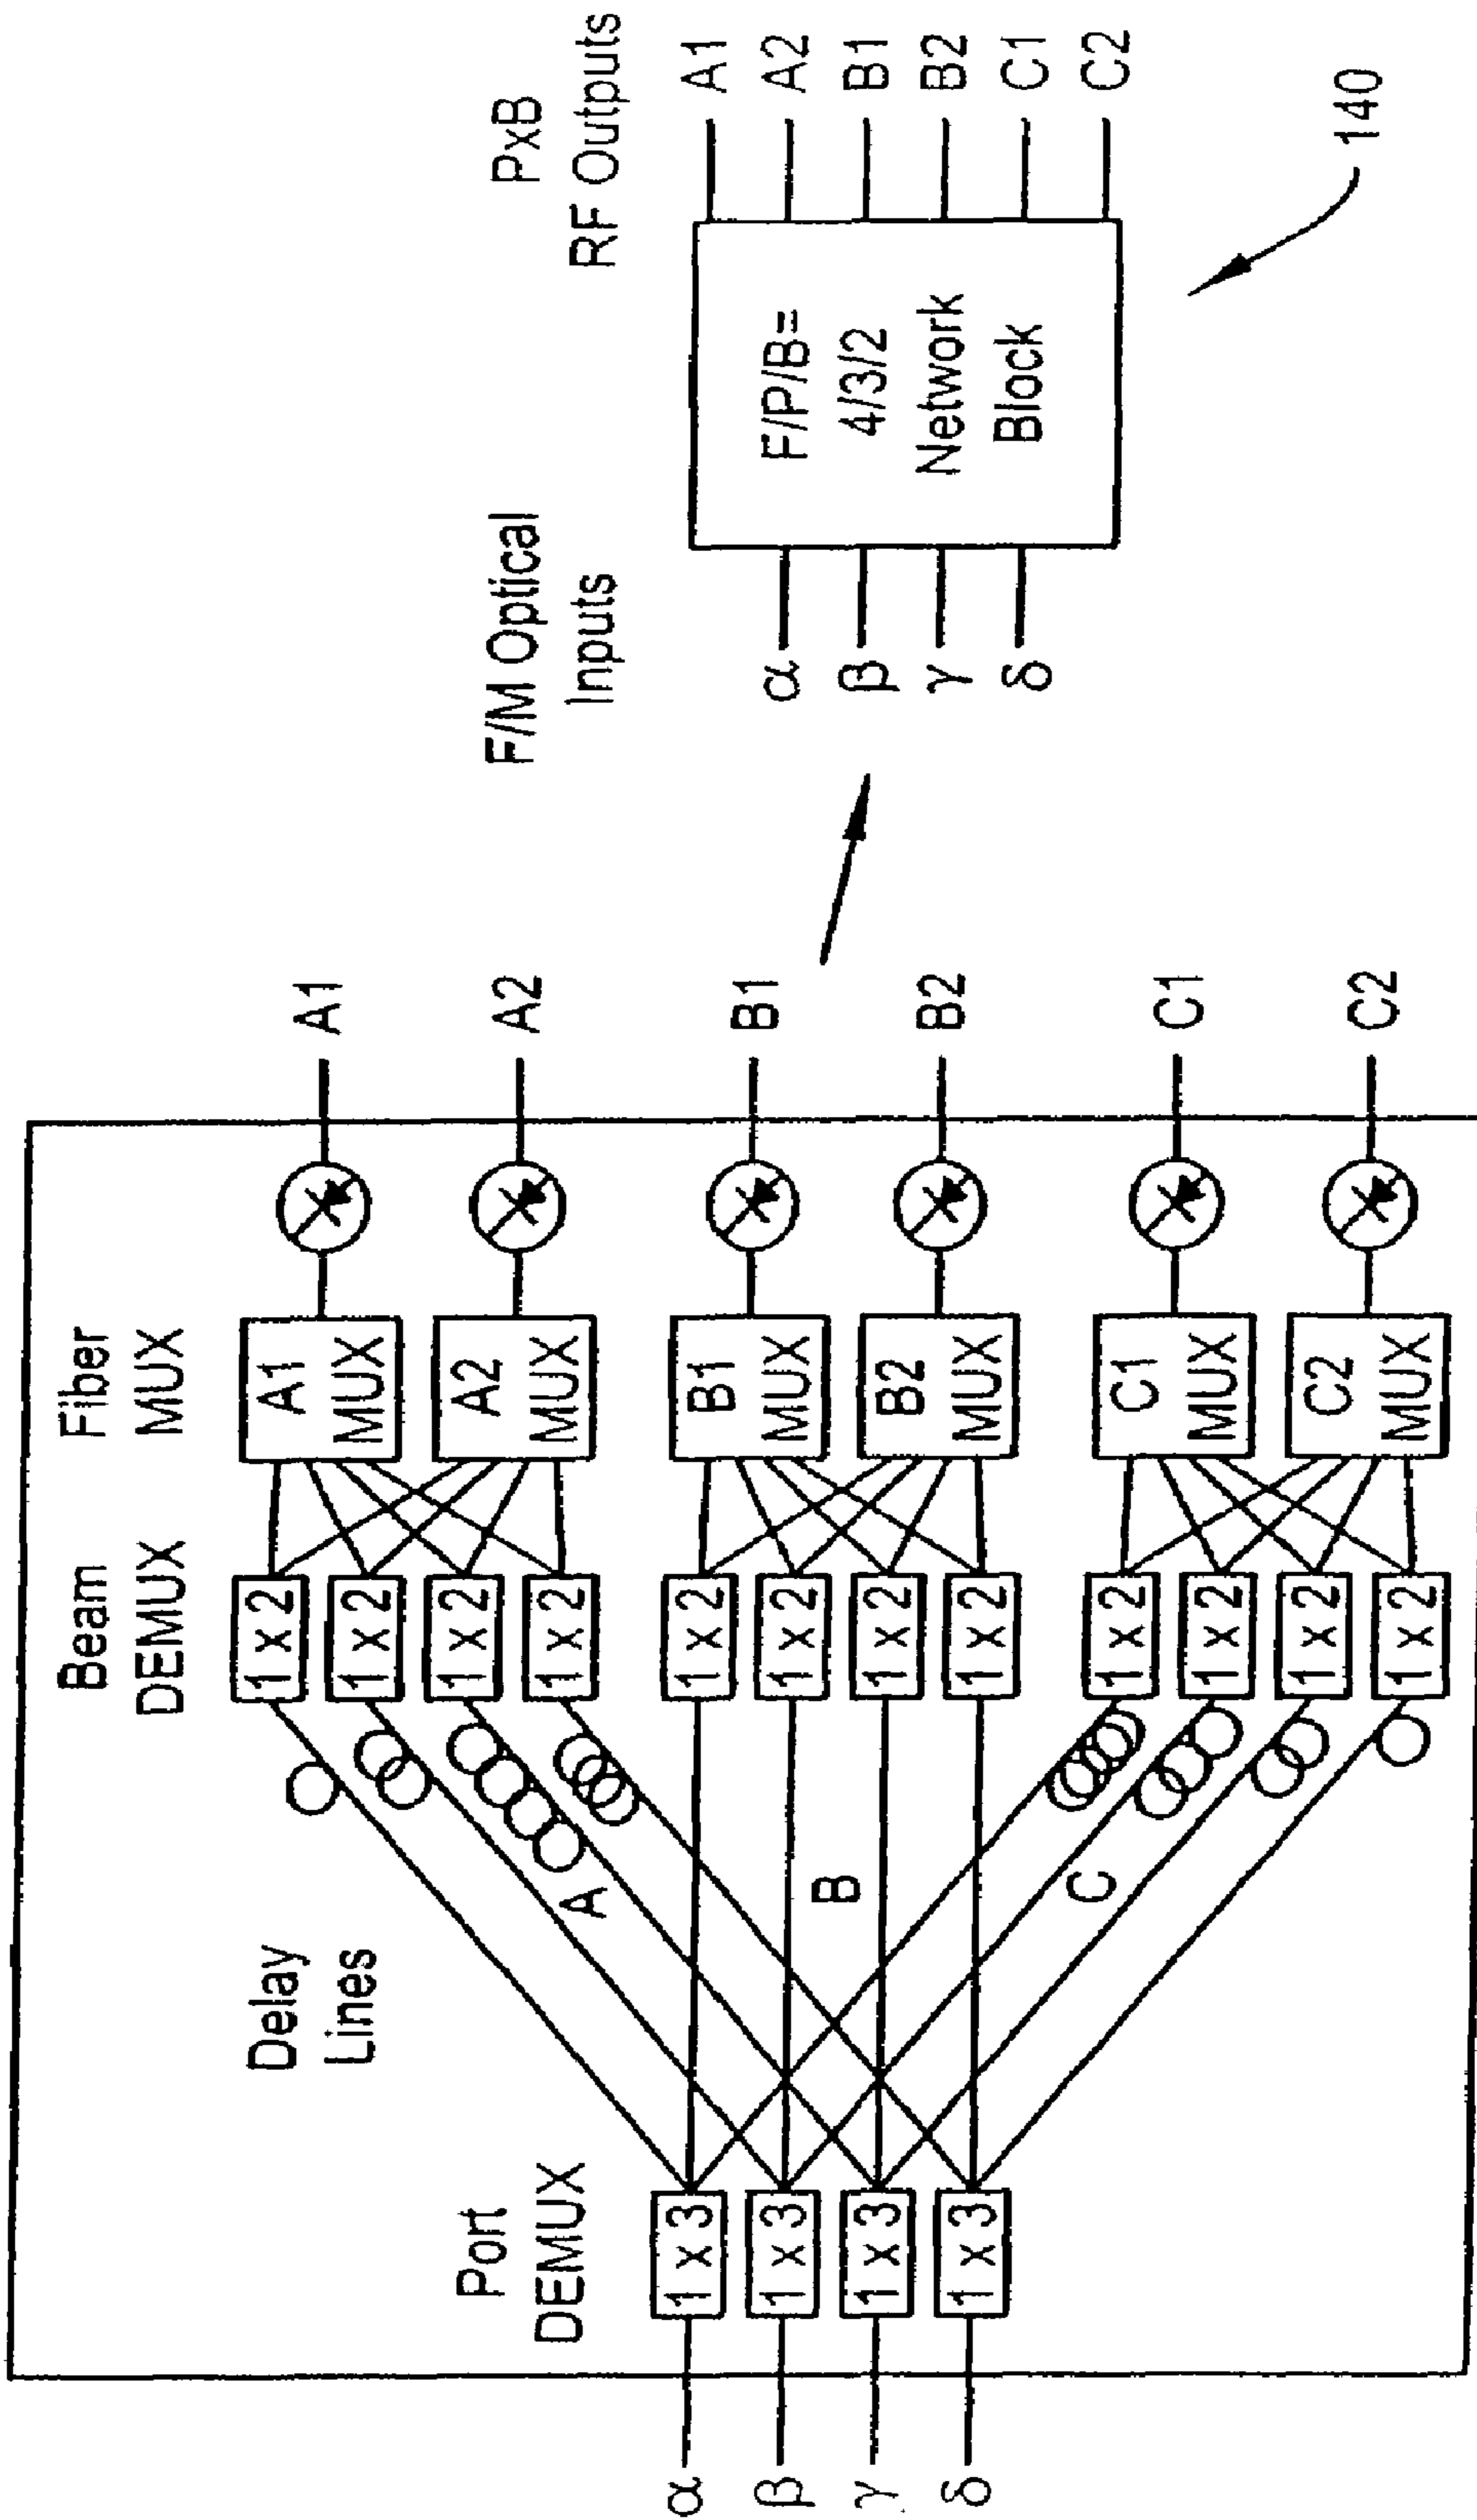 Port
DEMUX
Delay
Lines
Beam
DEMUX
Fiber
MUX
α
β
γ
δ
1 x 3
1 x 3
1 x 3
1 x 3
A
B
C
1 x 2
1 x 2
1 x 2
1 x 2
1 x 2
1 x 2
1 x 2
1 x 2
1 x 2
1 x 2
1 x 2
1 x 2
A1
MUX
A2
MUX
B1
MUX
B2
MUX
C1
MUX
C2
MUX
A1
A2
B1
B2
C1
C2
F/M Optical
Inputs
α
β
γ
δ
F/P/B=
4/3/2
Network
Block
PxB
RF Outputs
A1
A2
B1
B2
C1
C2
140